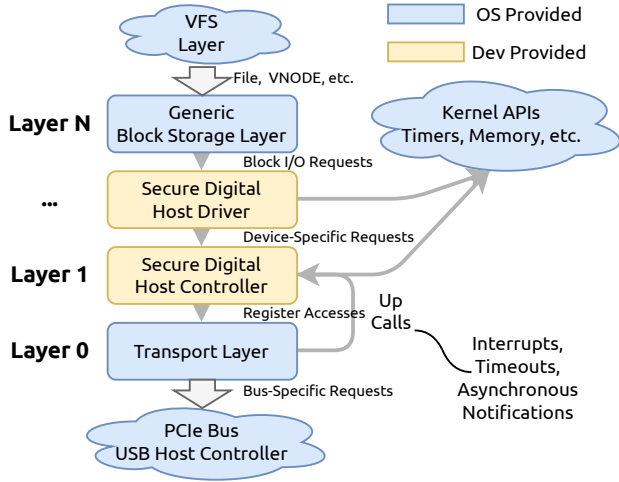 VFS
Layer
OS Provided
Dev Provided
File, VNODE, etc.
Layer N
Generic
Block Storage Layer
Kernel APIs
Timers, Memory, etc.
Block I/O Requests
...
Secure Digital
Host Driver
Device-Specific Requests
Layer 1
Secure Digital
Host Controller
Register Accesses
Up
Calls
Layer 0
Transport Layer
Interrupts,
Timeouts,
Asynchronous
Notifications
Bus-Specific Requests
PCIe Bus
USB Host Controller